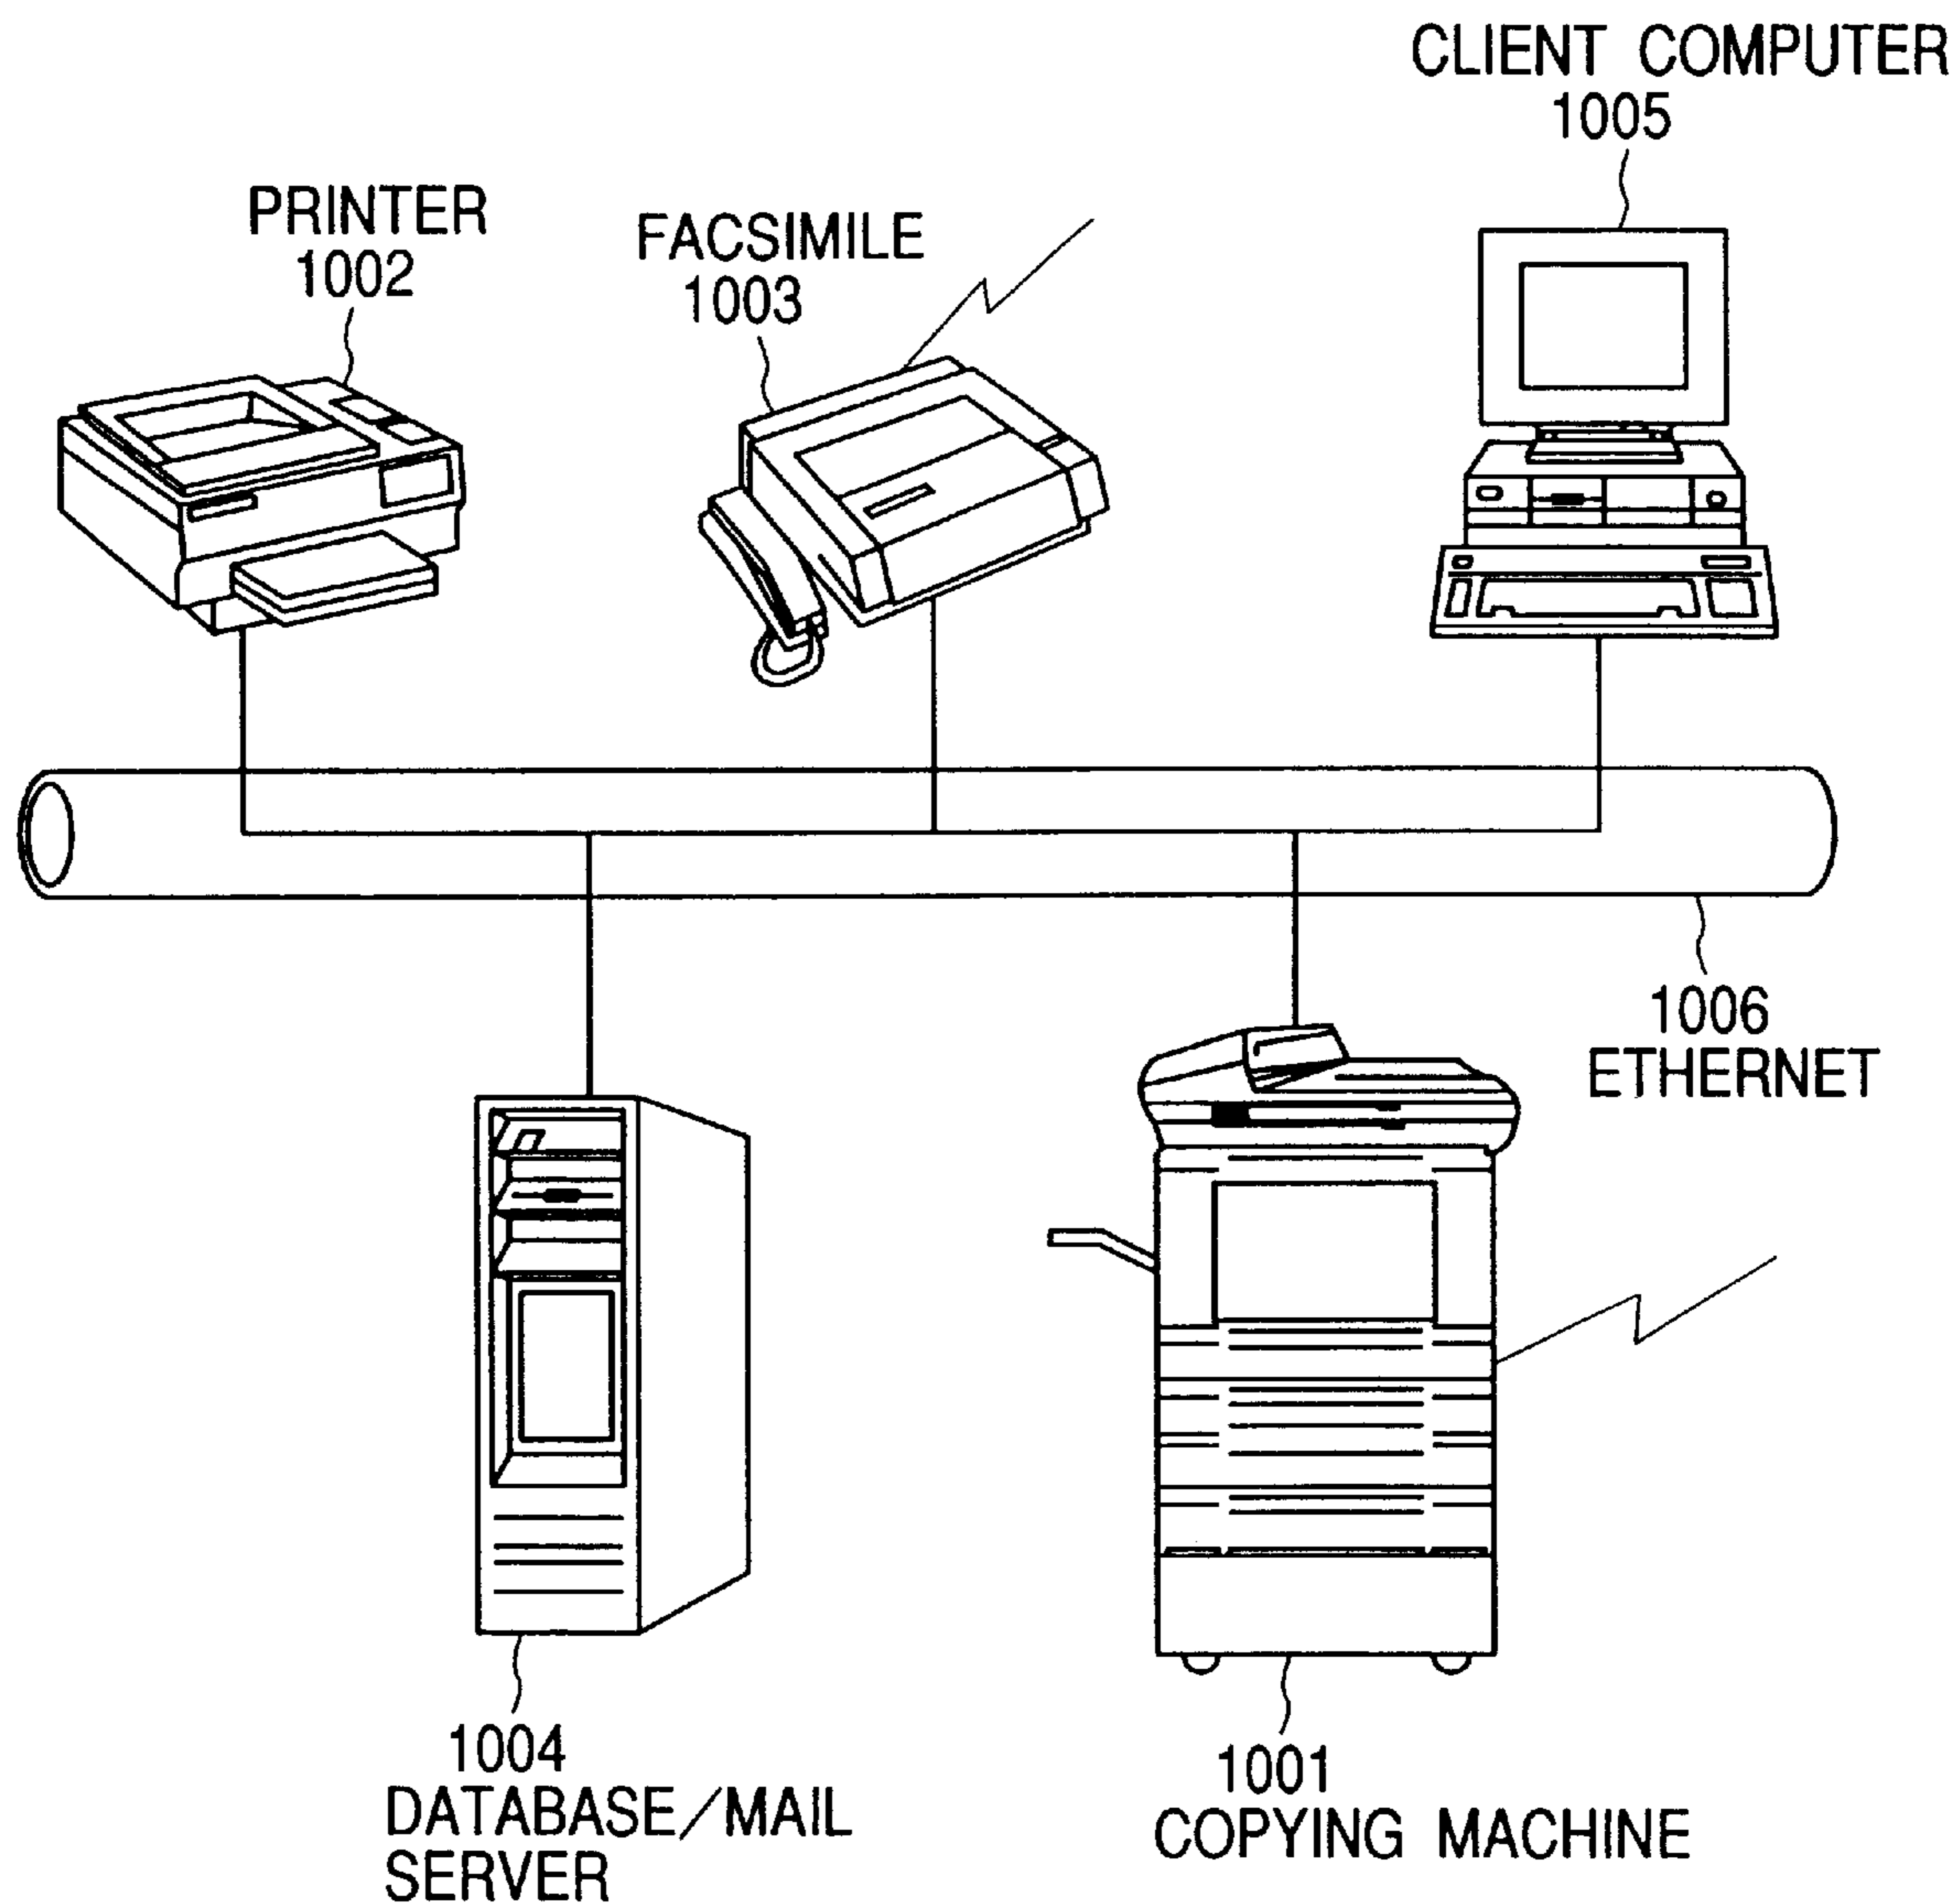 CLIENT COMPUTER
1005
PRINTER
1002
FACSIMILE
1003
1006
ETHERNET
1004
DATABASE/MAIL
SERVER
1001
COPYING MACHINE